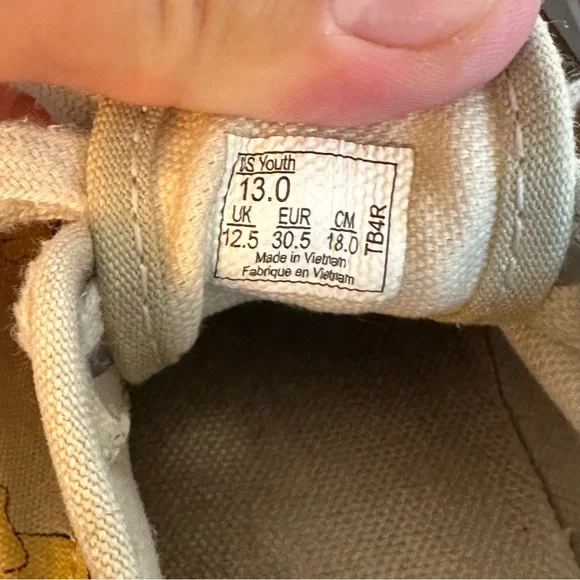 US Youth
13.0
UK EUR CM
12.5 30.5 18.0
Made in Vietnam
Fabrique en Vietnam
TB4R